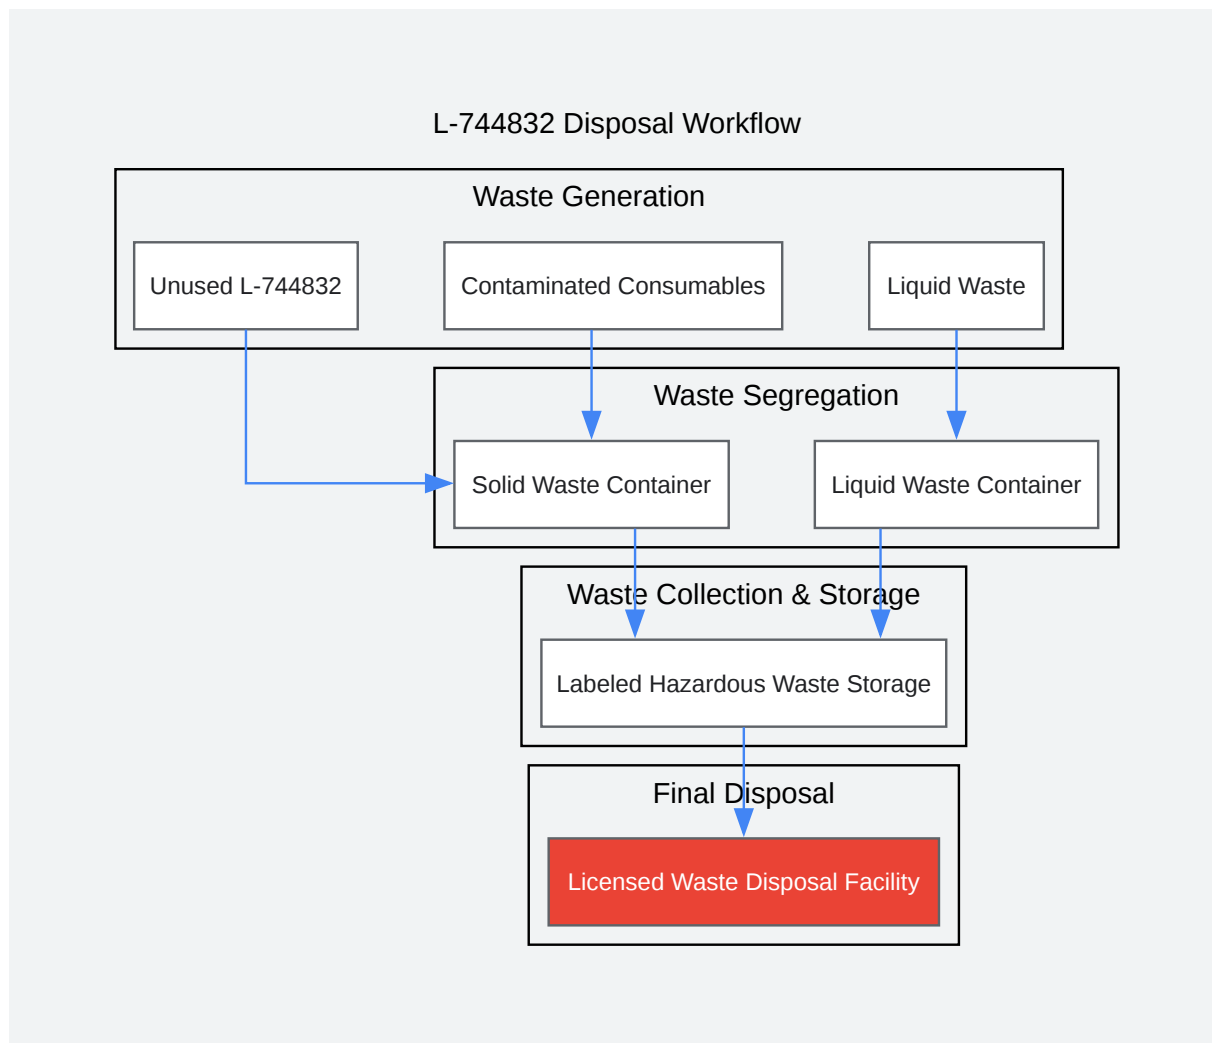 L-744832 Disposal Workflow
Waste Generation
Unused L-744832
Contaminated Consumables
Liquid Waste
Waste Segregation
Solid Waste Container
Liquid Waste Container
Waste Collection & Storage
Labeled Hazardous Waste Storage
Final Disposal
Licensed Waste Disposal Facility